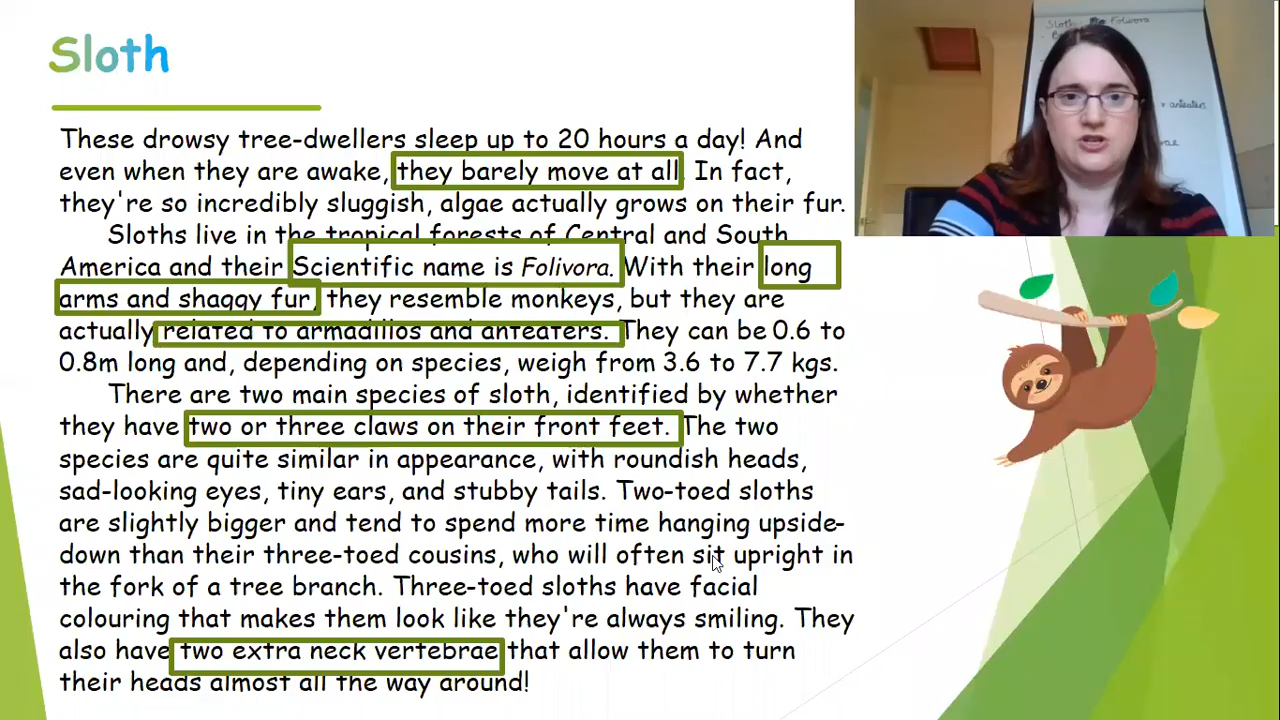 Sloth
These drowsy tree-dwellers sleep up to 20 hours a day! And
even when they are awake, they barely move at all. In fact,
they're so incredibly sluggish, algae actually grows on their fur.
Sloths live in the tropical forests of Central and South
America and their Scientific name is Folivora. With their long
arms and shaggy fur, they resemble monkeys, but they are
actually related to armadillos and anteaters. They can be 0.6 to
0.8m long and, depending on species, weigh from 3.6 to 7.7 kgs.
There are two main species of sloth, identified by whether
they have two or three claws on their front feet. The two
species are quite similar in appearance, with roundish heads,
sad-looking eyes, tiny ears, and stubby tails. Two-toed sloths
are slightly bigger and tend to spend more time hanging upside-
down than their three-toed cousins, who will often sit upright in
the fork of a tree branch. Three-toed sloths have facial
colouring that makes them look like they're always smiling. They
also have two extra neck vertebrae that allow them to turn
their heads almost all the way around!
Sloth Folivora
anteaters